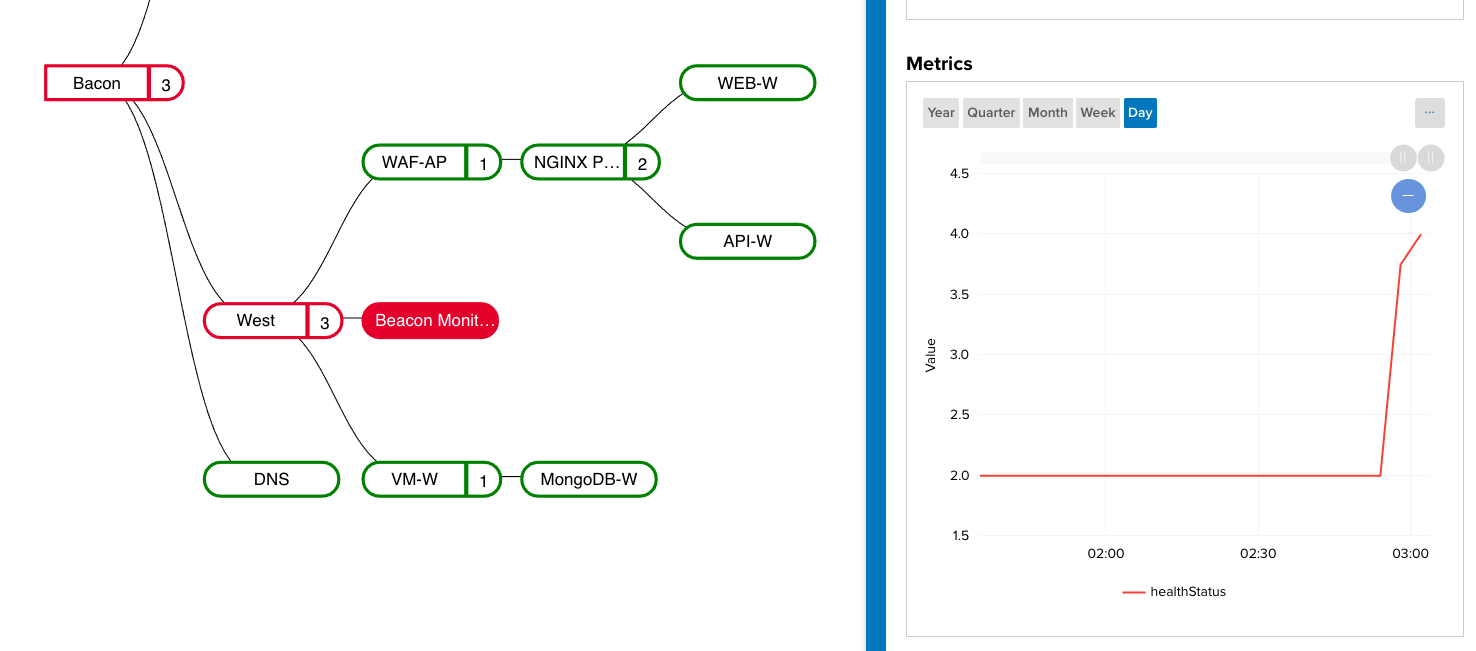 Bacon 3
WEB-W
WAF-AP 1
NGINX P... 2
API-W
West 3
Beacon Monit...
DNS
VM-W 1
MongoDB-W
Metrics
Year Quarter Month Week Day ...
4.5
4.0
3.5
3.0
2.5
2.0
1.5
Value
02:00 02:30 03:00
healthStatus